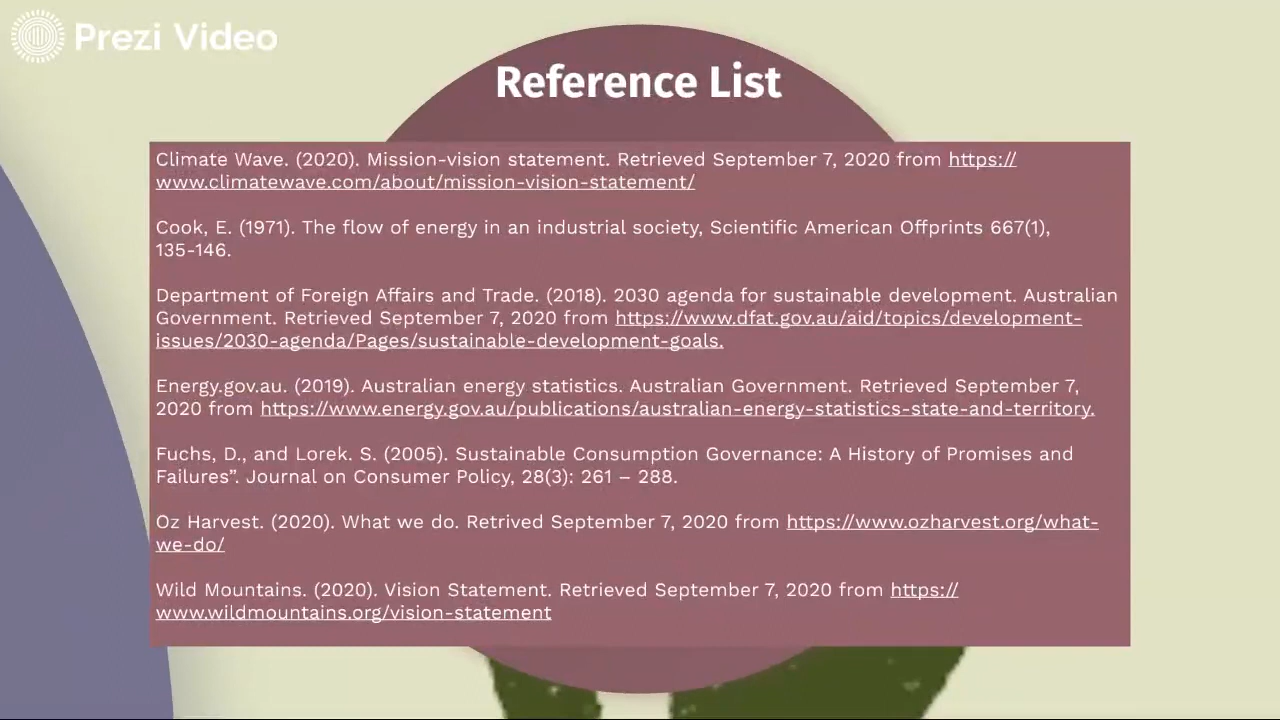 Prezi Video
Reference List
Climate Wave. (2020). Mission-vision statement. Retrieved September 7, 2020 from https://
www.climatewave.com/about/mission-vision-statement/
Cook, E. (1971). The flow of energy in an industrial society, Scientific American Offprints 667(1),
135-146.
Department of Foreign Affairs and Trade. (2018). 2030 agenda for sustainable development. Australian
Government. Retrieved September 7, 2020 from https://www.dfat.gov.au/aid/topics/development-
issues/2030-agenda/Pages/sustainable-development-goals.
Energy.gov.au. (2019). Australian energy statistics. Australian Government. Retrieved September 7,
2020 from https://www.energy.gov.au/publications/australian-energy-statistics-state-and-territory.
Fuchs, D., and Lorek. S. (2005). Sustainable Consumption Governance: A History of Promises and
Failures”. Journal on Consumer Policy, 28(3): 261 – 288.
Oz Harvest. (2020). What we do. Retrived September 7, 2020 from https://www.ozharvest.org/what-
we-do/
Wild Mountains. (2020). Vision Statement. Retrieved September 7, 2020 from https://
www.wildmountains.org/vision-statement